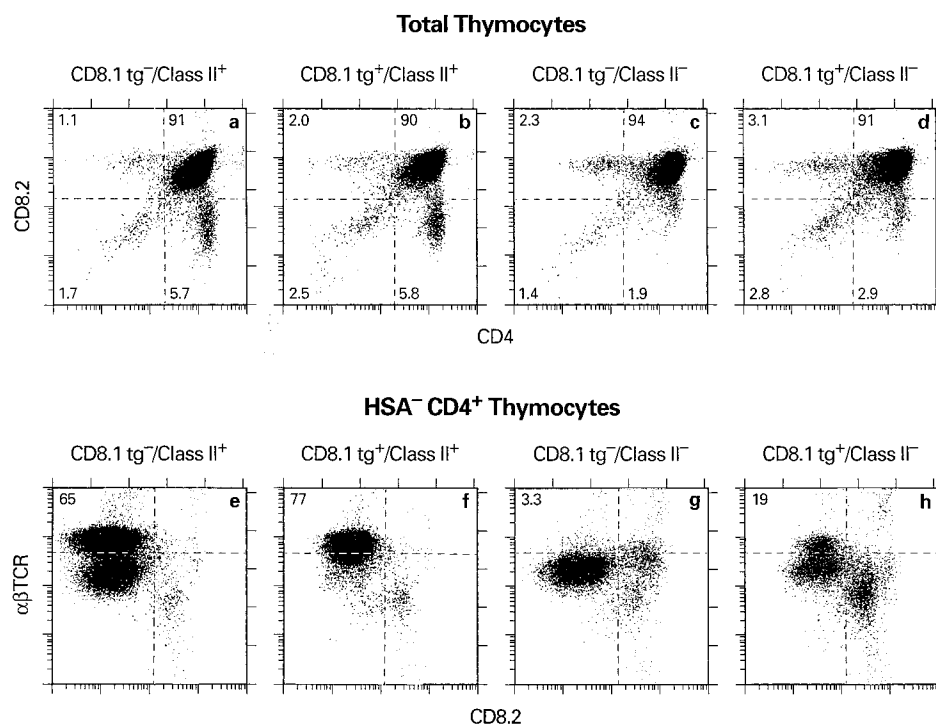 Total Thymocytes
CD8.1 tg⁻/Class II⁺ CD8.1 tg⁺/Class II⁺ CD8.1 tg⁻/Class II⁻ CD8.1 tg⁺/Class II⁻
1.1 91 a 2.0 90 b 2.3 94 c 3.1 91 d
CD8.2
1.7 5.7 2.5 5.8 1.4 1.9 2.8 2.9
CD4
HSA⁻ CD4⁺ Thymocytes
CD8.1 tg⁻/Class II⁺ CD8.1 tg⁺/Class II⁺ CD8.1 tg⁻/Class II⁻ CD8.1 tg⁺/Class II⁻
65 e 77 f 3.3 g 19 h
αβTCR
CD8.2